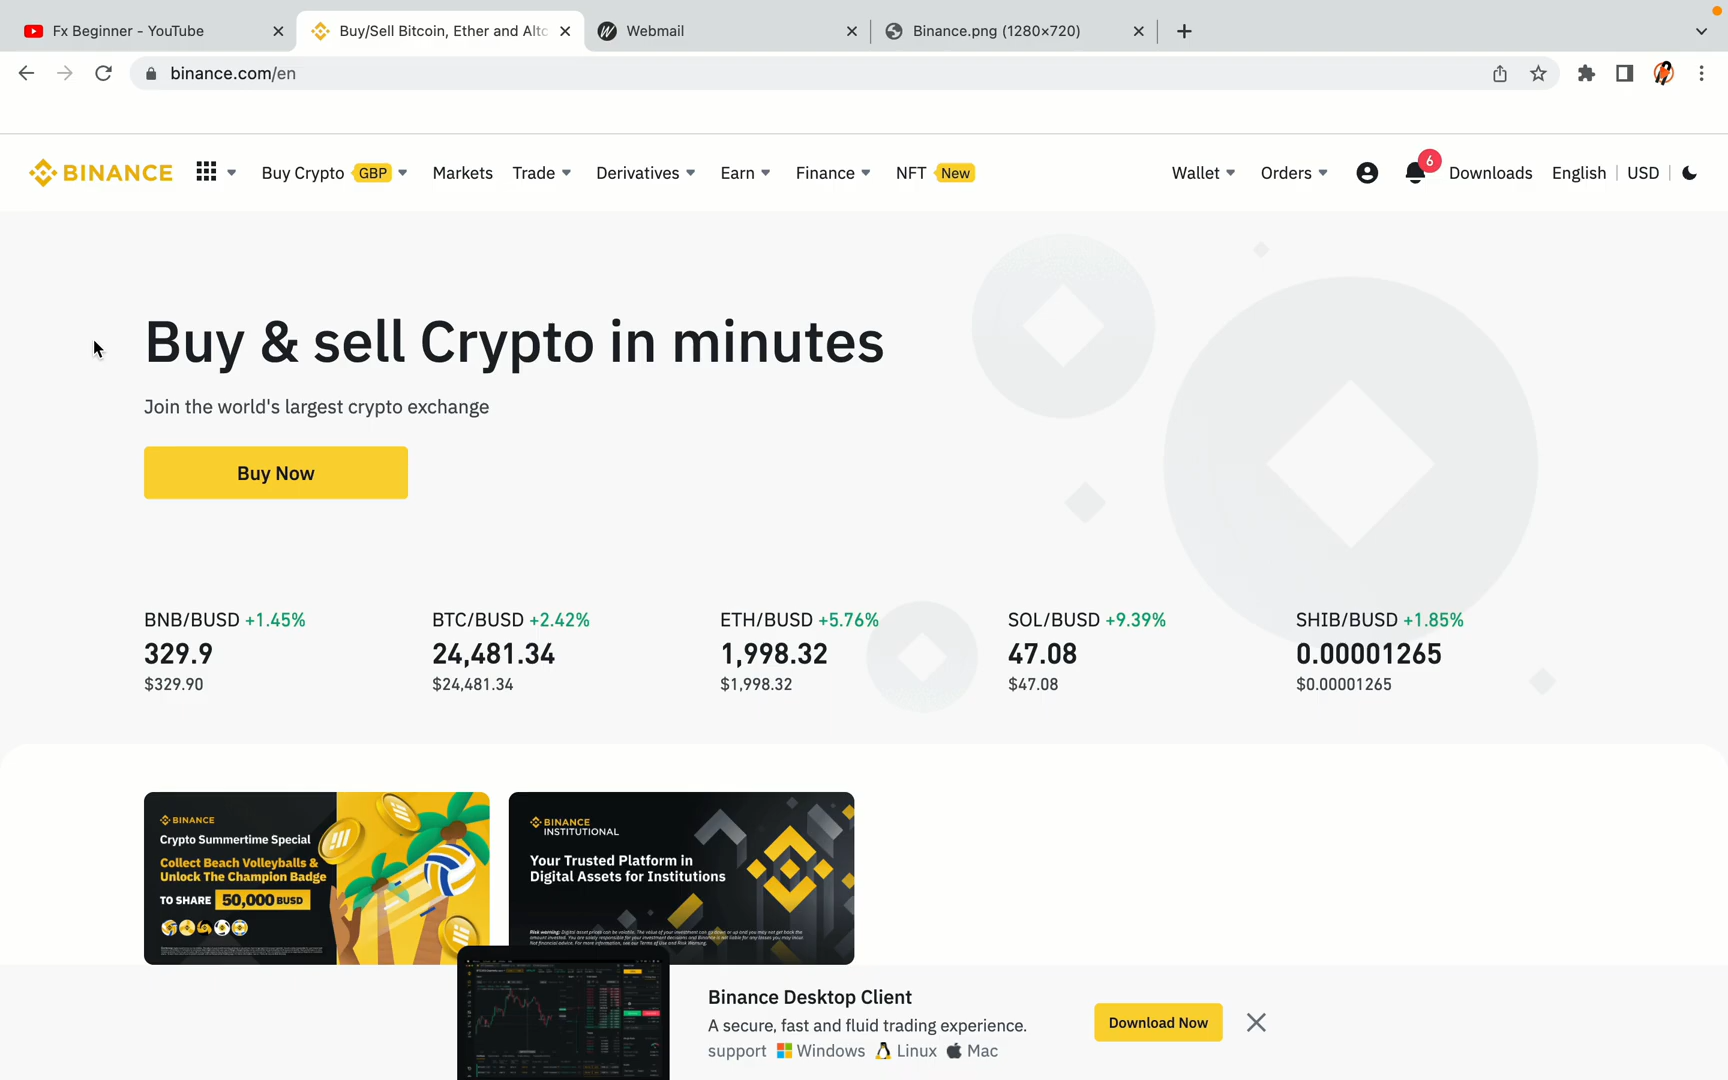 Fx Beginner - YouTube
Buy/Sell Bitcoin, Ether and Altc
Webmail
Binance.png (1280×720)
binance.com/en
BINANCE
Buy Crypto GBP
Markets
Trade
Derivatives
Earn
Finance
NFT New
Wallet
Orders
6
Downloads
English
USD
Buy & sell Crypto in minutes
Join the world's largest crypto exchange
Buy Now
BNB/BUSD +1.45%
329.9
$329.90
BTC/BUSD +2.42%
24,481.34
$24,481.34
ETH/BUSD +5.76%
1,998.32
$1,998.32
SOL/BUSD +9.39%
47.08
$47.08
SHIB/BUSD +1.85%
0.00001265
$0.00001265
BINANCE
Crypto Summertime Special
Collect Beach Volleyballs &
Unlock The Champion Badge
TO SHARE 50,000 BUSD
BINANCE
INSTITUTIONAL
Your Trusted Platform in
Digital Assets for Institutions
Binance Desktop Client
A secure, fast and fluid trading experience.
support Windows Linux Mac
Download Now